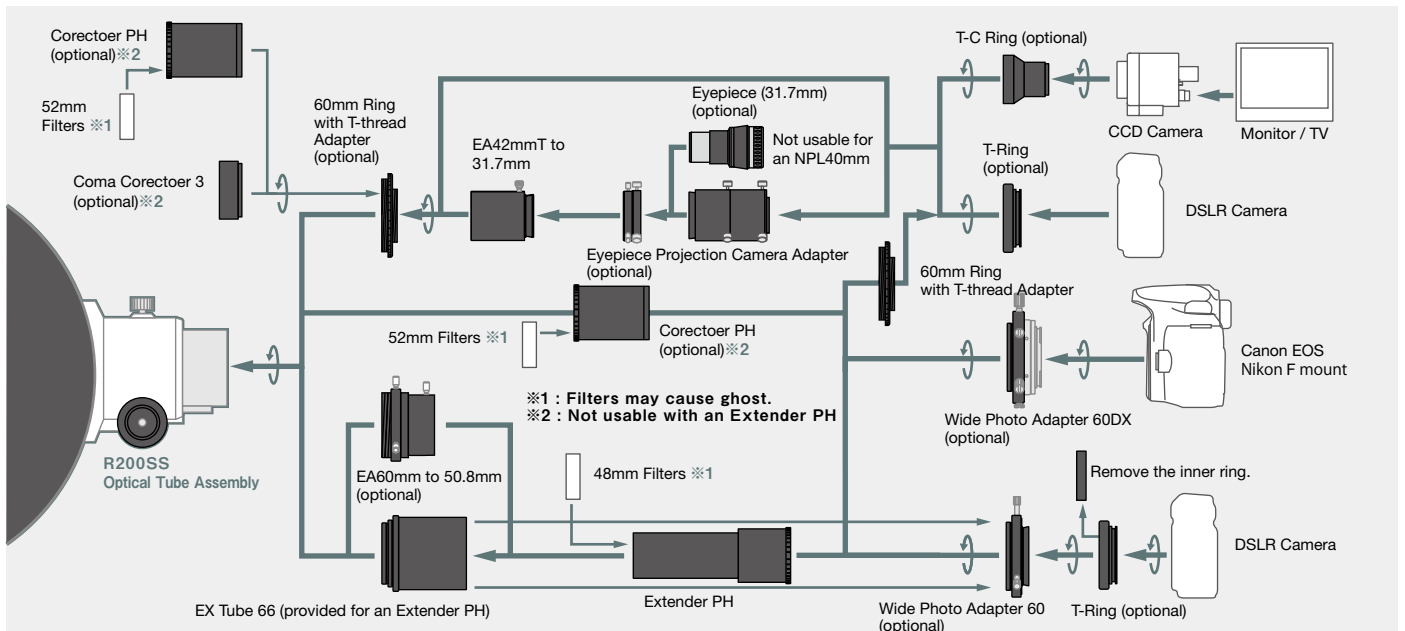 Corectoer PH
(optional)※2
52mm
Filters ※1
Coma Corectoer 3
(optional)※2
60mm Ring
with T-thread
Adapter
(optional)
EA42mmT to
31.7mm
Eyepiece (31.7mm)
(optional)
Not usable for
an NPL40mm
Eyepiece Projection Camera Adapter
(optional)
T-C Ring (optional)
CCD Camera
Monitor / TV
T-Ring
(optional)
DSLR Camera
60mm Ring
with T-thread Adapter
52mm Filters ※1
Corectoer PH
(optional)※2
Canon EOS
Nikon F mount
Wide Photo Adapter 60DX
(optional)
※1 : Filters may cause ghost.
※2 : Not usable with an Extender PH
R200SS
Optical Tube Assembly
EA60mm to 50.8mm
(optional)
48mm Filters ※1
Remove the inner ring.
DSLR Camera
EX Tube 66 (provided for an Extender PH)
Extender PH
Wide Photo Adapter 60
(optional)
T-Ring (optional)